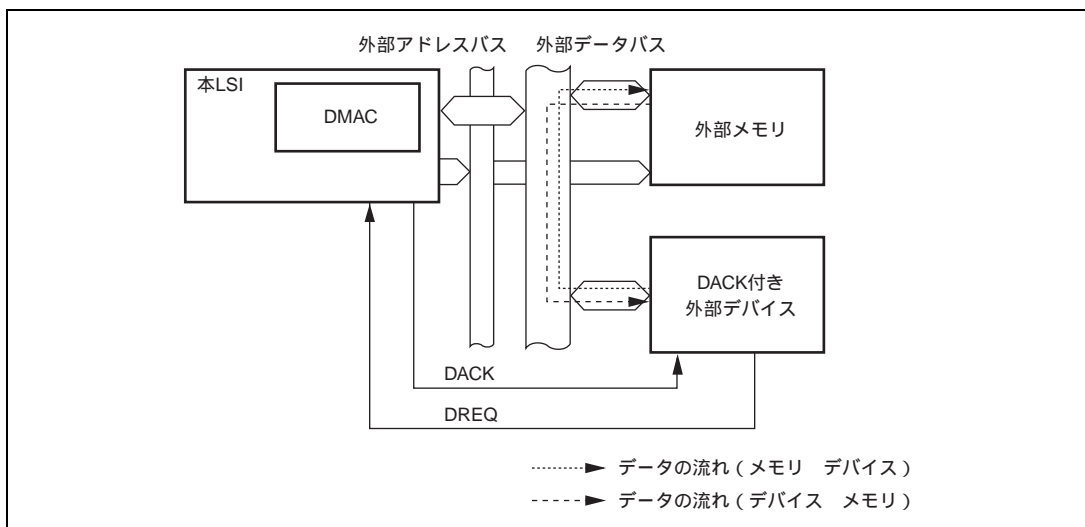 外部アドレスバス
外部データバス
本LSI
DMAC
外部メモリ
DACK付き
外部デバイス
DACK
DREQ
データの流れ（メモリ　デバイス）
データの流れ（デバイス　メモリ）